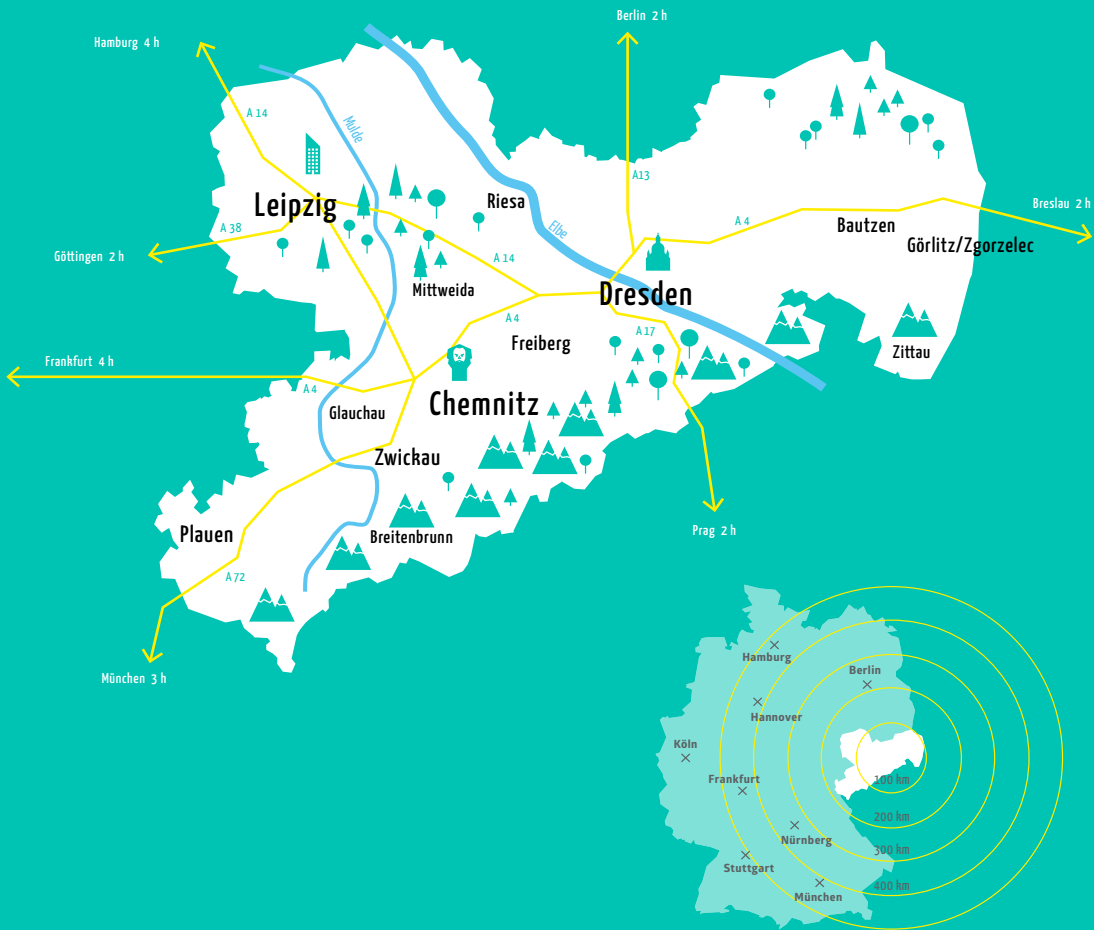 Berlin 2 h
Hamburg 4 h
A 14
Mulde
A13
Leipzig
Riesa
Breslau 2 h
A 4
Bautzen
A 38
Elbe
Görlitz/Zgorzelec
Göttingen 2 h
A 14
Mittweida
Dresden
A 4
A 17
Freiberg
Zittau
Frankfurt 4 h
A 4
Glauchau
Chemnitz
Zwickau
Plauen
Breitenbrunn
Prag 2 h
A 72
München 3 h
Hamburg
Berlin
Hannover
Köln
Frankfurt
100 km
200 km
Nürnberg
300 km
Stuttgart
400 km
München